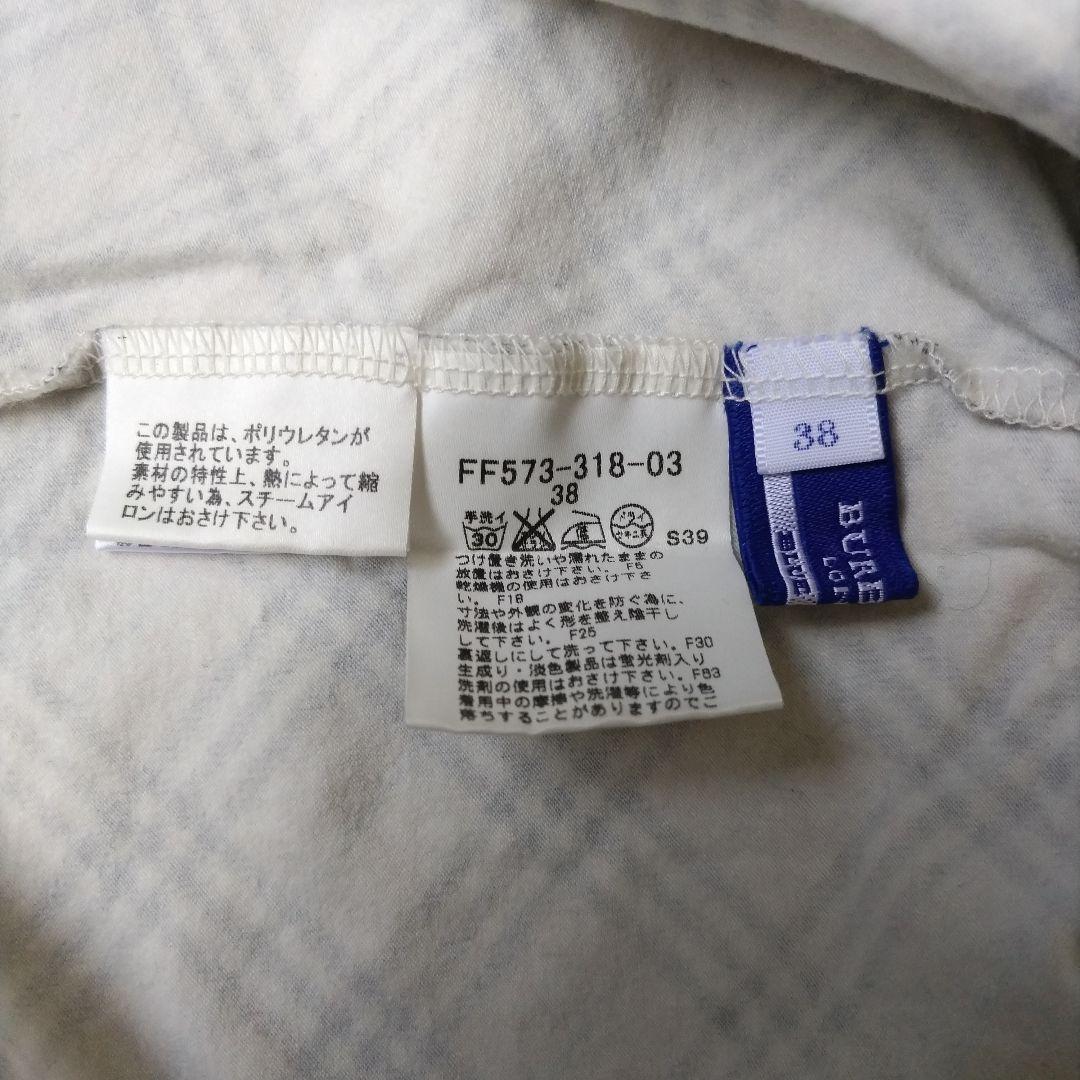 この製品は、ポリウレタンが
使用されています。
素材の特性上、熱によって縮
みやすい為、スチームアイ
ロンはおさけ下さい。
FF573-318-03
38
手洗イ
30
ドライ
セキユ系
S39
つけ置き洗いや濡れたままの
放置はおさけ下さい。 F6
乾燥機の使用はおさけ下さ
い。 F18
寸法や外観の変化を防ぐ為に、
洗濯後はよく形を整え陰干し
して下さい。 F25
裏返しにして洗って下さい。F30
生成り・淡色製品は蛍光剤入り
洗剤の使用はおさけ下さい。F83
着用中の摩擦や洗濯等により色
落ちすることがありますのでご
38
BURB
LON